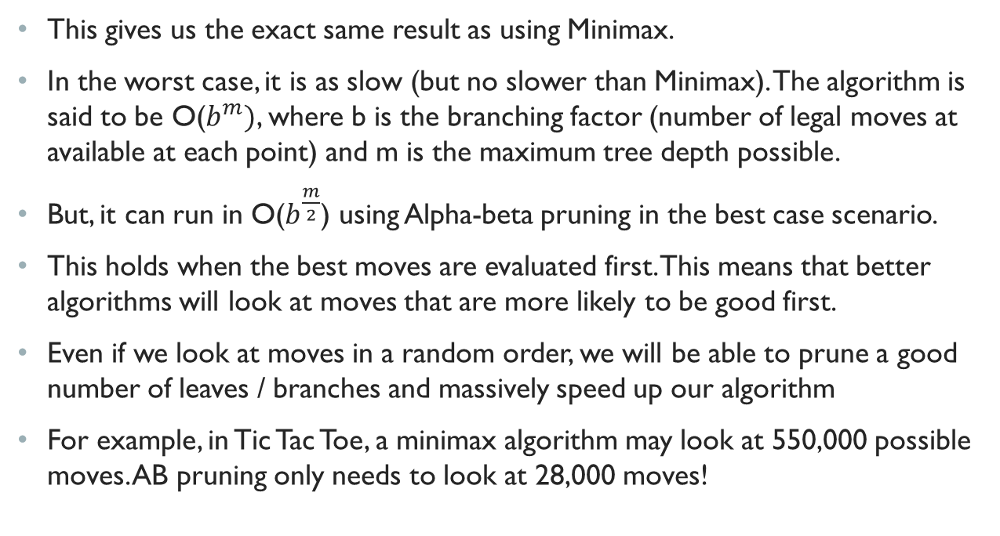 • This gives us the exact same result as using Minimax.
• In the worst case, it is as slow (but no slower than Minimax). The algorithm is
said to be O(b^m), where b is the branching factor (number of legal moves at
available at each point) and m is the maximum tree depth possible.
• But, it can run in O(b^(m/2)) using Alpha-beta pruning in the best case scenario.
• This holds when the best moves are evaluated first. This means that better
algorithms will look at moves that are more likely to be good first.
• Even if we look at moves in a random order, we will be able to prune a good
number of leaves / branches and massively speed up our algorithm
• For example, in Tic Tac Toe, a minimax algorithm may look at 550,000 possible
moves. AB pruning only needs to look at 28,000 moves!